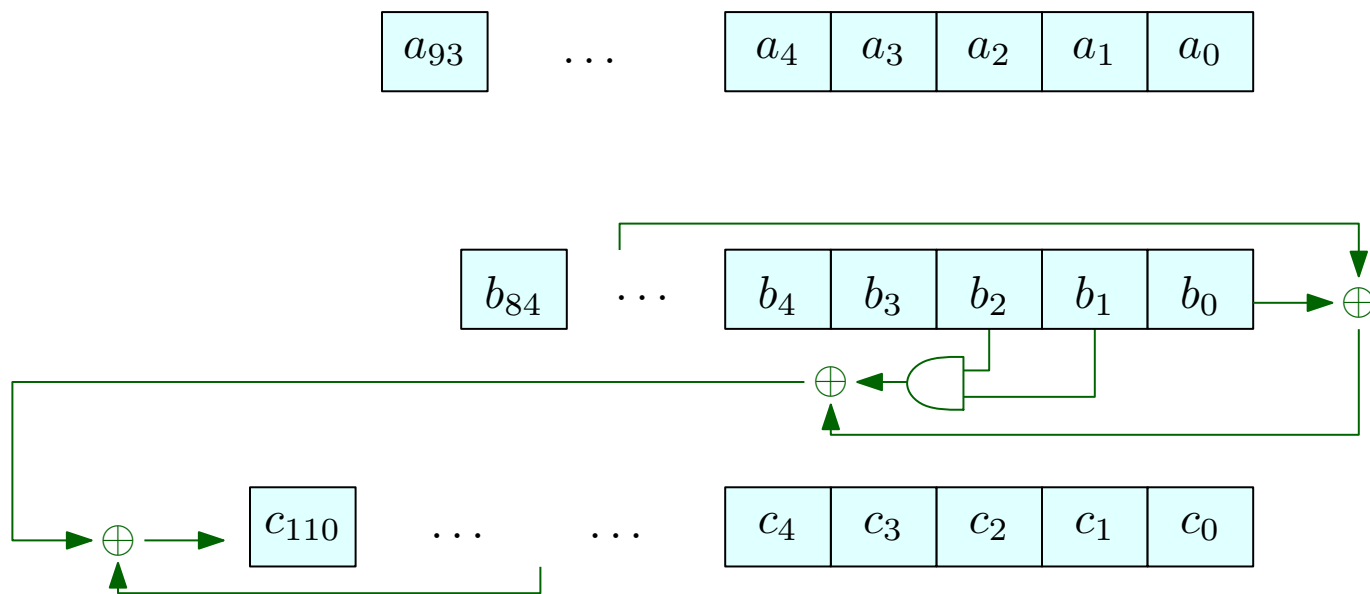 a₉₃ ... a₄ a₃ a₂ a₁ a₀
b₈₄ ... b₄ b₃ b₂ b₁ b₀
c₁₁₀ ... ... c₄ c₃ c₂ c₁ c₀